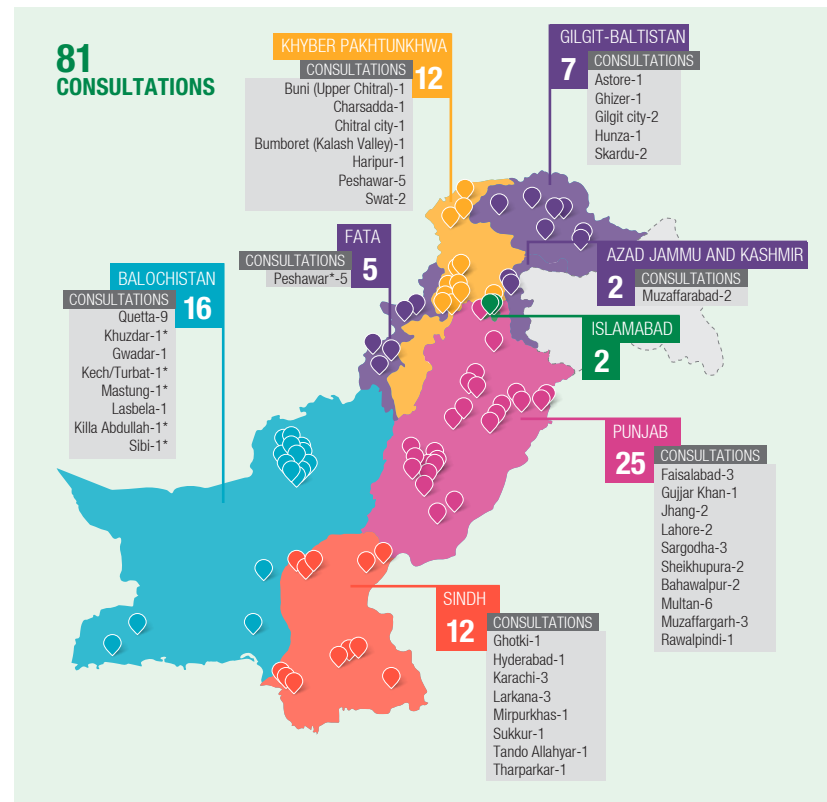 81
CONSULTATIONS
KHYBER PAKHTUNKHWA
CONSULTATIONS
12
Buni (Upper Chitral)-1
Charsadda-1
Chitral city-1
Bumboret (Kalash Valley)-1
Haripur-1
Peshawar-5
Swat-2
GILGIT-BALTISTAN
7
CONSULTATIONS
Astore-1
Ghizer-1
Gilgit city-2
Hunza-1
Skardu-2
FATA
CONSULTATIONS
5
Peshawar*-5
AZAD JAMMU AND KASHMIR
2
CONSULTATIONS
Muzaffarabad-2
BALOCHISTAN
CONSULTATIONS
16
Quetta-9
Khuzdar-1*
Gwadar-1
Kech/Turbat-1*
Mastung-1*
Lasbela-1
Killa Abdullah-1*
Sibi-1*
ISLAMABAD
2
PUNJAB
25
CONSULTATIONS
Faisalabad-3
Gujjar Khan-1
Jhang-2
Lahore-2
Sargodha-3
Sheikhupura-2
Bahawalpur-2
Multan-6
Muzaffargarh-3
Rawalpindi-1
SINDH
12
CONSULTATIONS
Ghotki-1
Hyderabad-1
Karachi-3
Larkana-3
Mirpurkhas-1
Sukkur-1
Tando Allahyar-1
Tharparkar-1